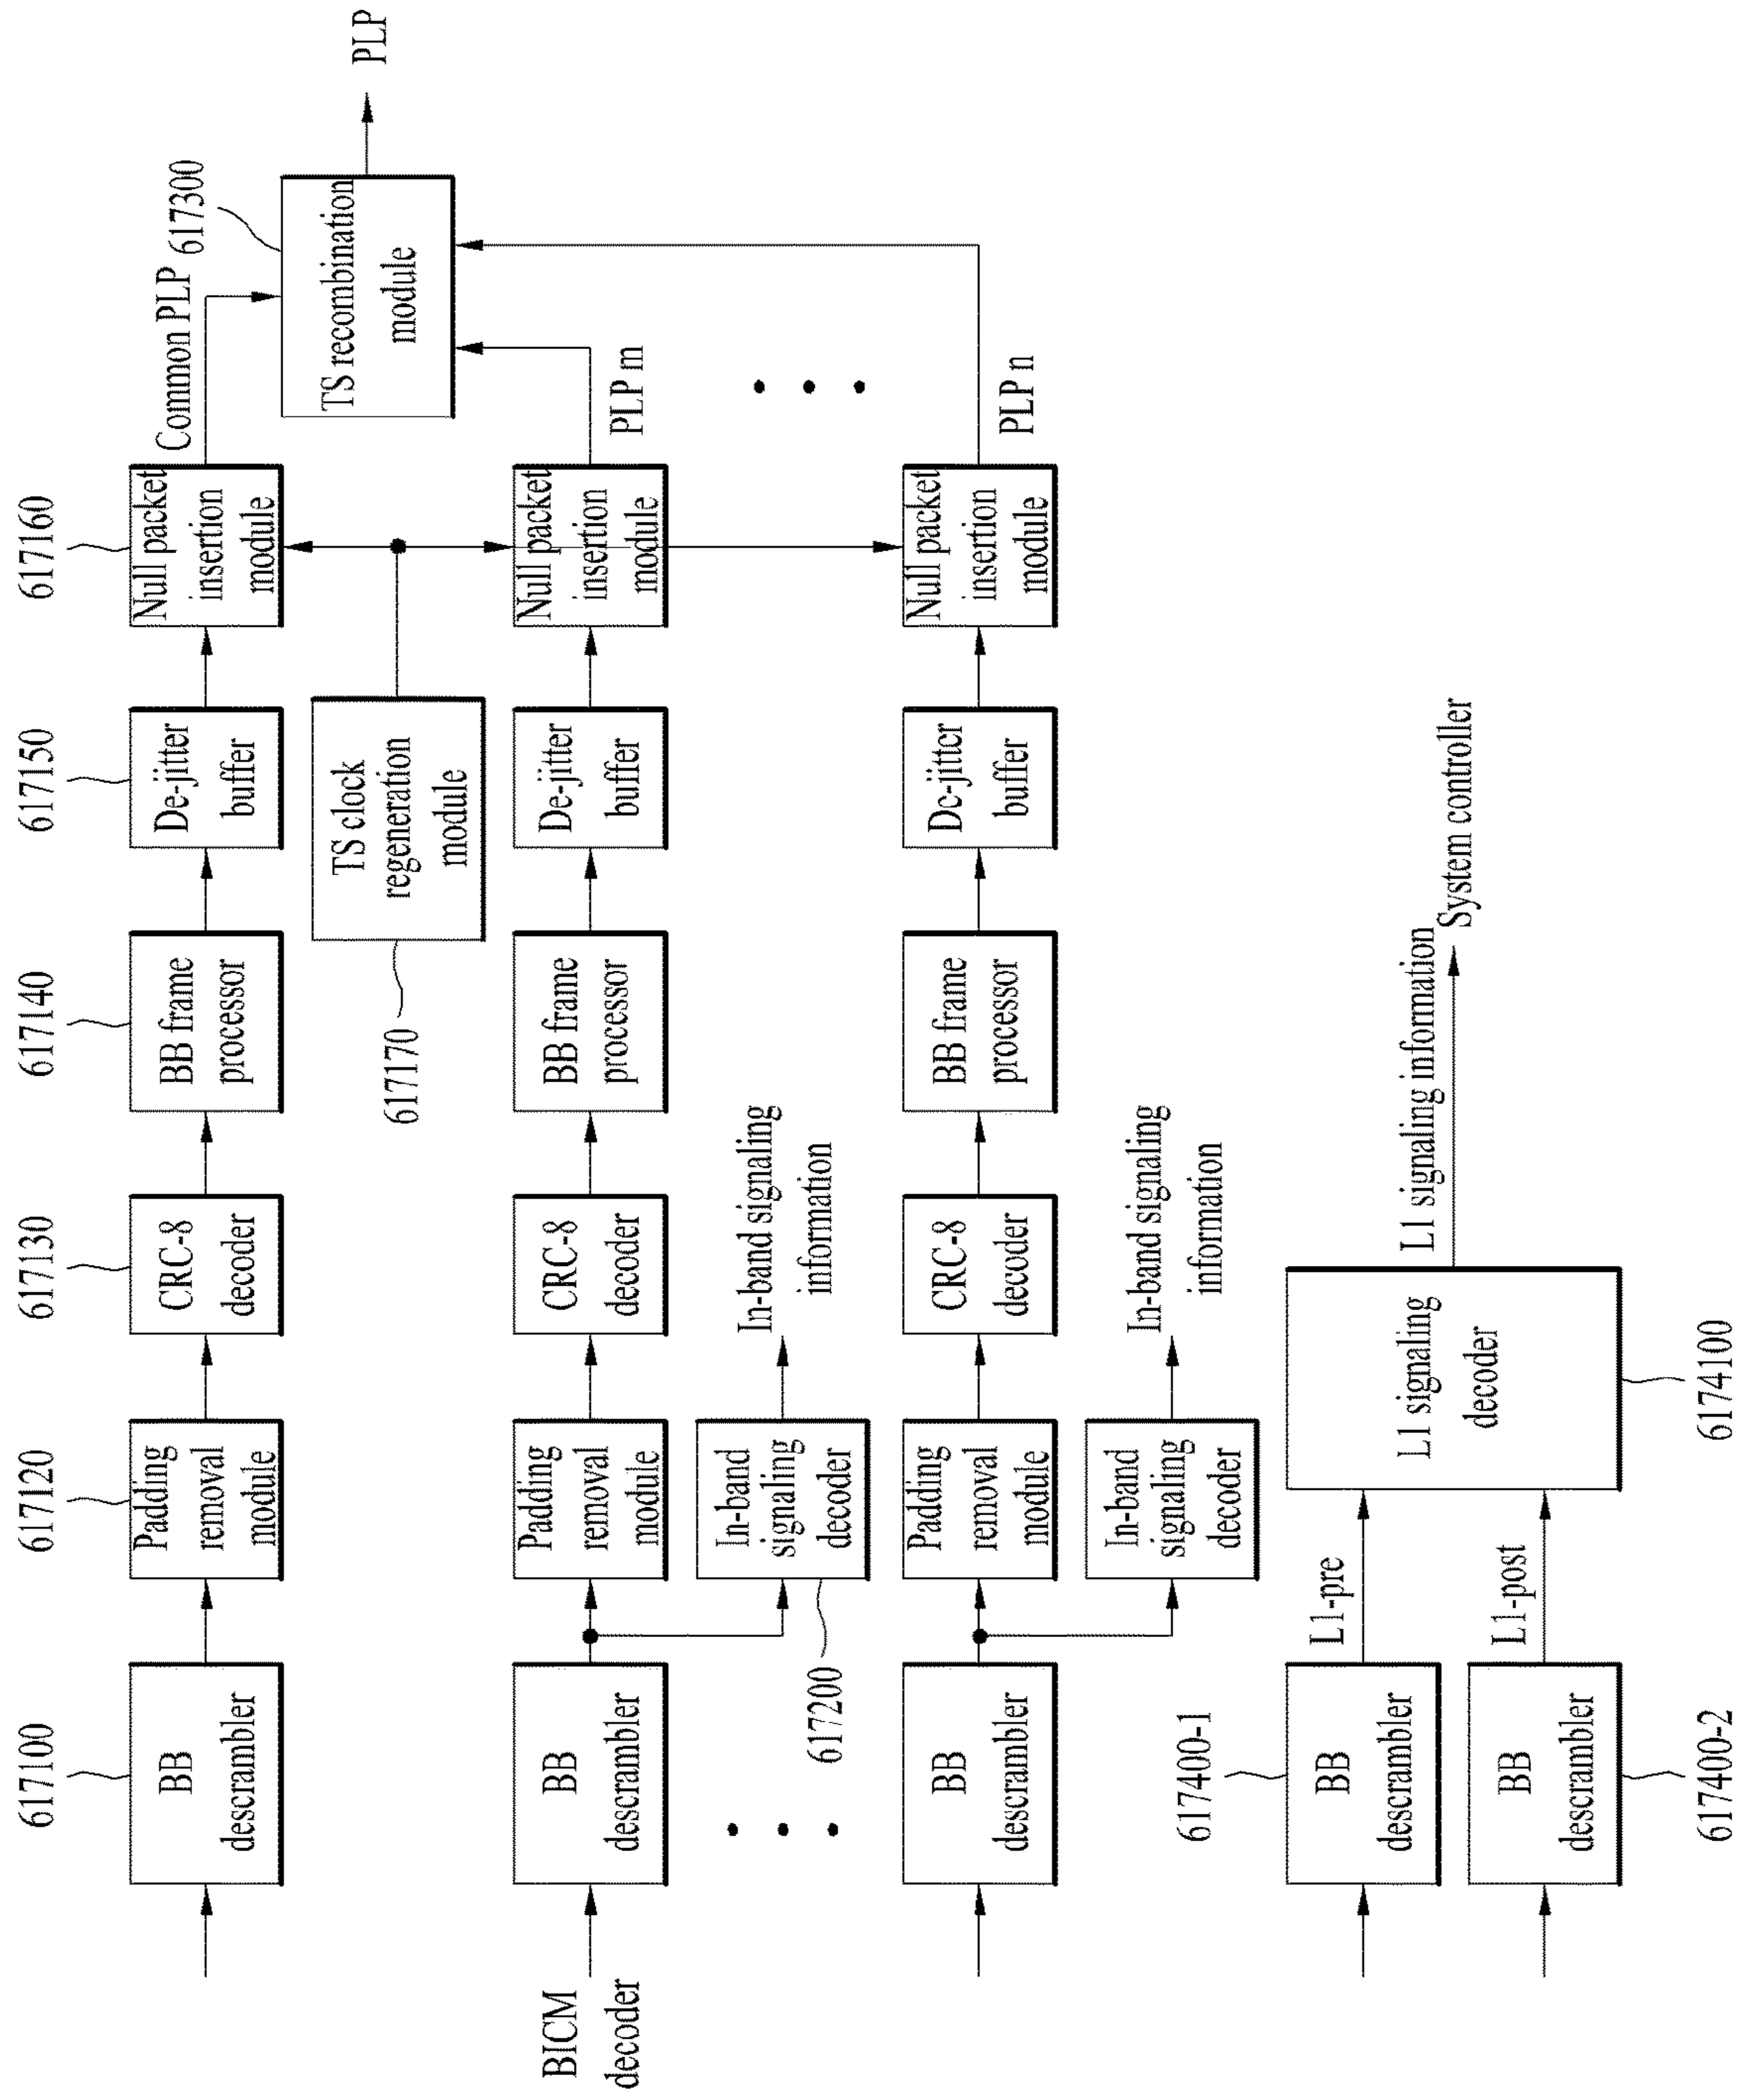 617100
617120
617130
617140
617150
617160
BB
descrambler
Padding
removal
module
CRC-8
decoder
BB frame
processor
De-jitter
buffer
Null packet
insertion
module
Common PLP
617300
TS recombination
module
PLP
617170
TS clock
regeneration
module
BICM
decoder
BB
descrambler
Padding
removal
module
CRC-8
decoder
BB frame
processor
De-jitter
buffer
Null packet
insertion
module
PLP m
617200
In-band
signaling
decoder
In-band signaling
information
BB
descrambler
Padding
removal
module
CRC-8
decoder
BB frame
processor
De-jitter
buffer
Null packet
insertion
module
PLP n
In-band
signaling
decoder
In-band signaling
information
617400-1
BB
descrambler
L1-pre
BB
descrambler
L1-post
617400-2
L1 signaling
decoder
6174100
L1 signaling information
System controller